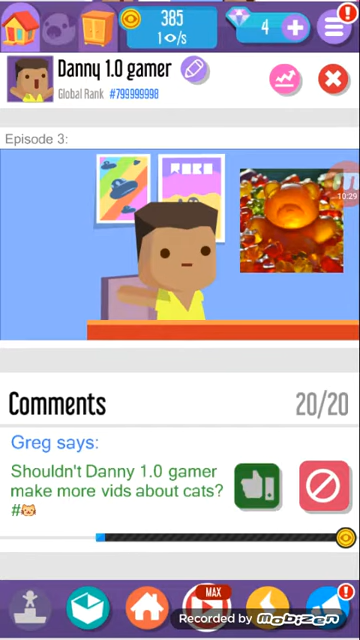 385
1/s
4
Danny 1.0 gamer
Global Rank #799999998
10:29
Episode 3:
Comments
20/20
Greg says:
Shouldn't Danny 1.0 gamer
make more vids about cats?
#🐱
MAX
Recorded by Mobizen